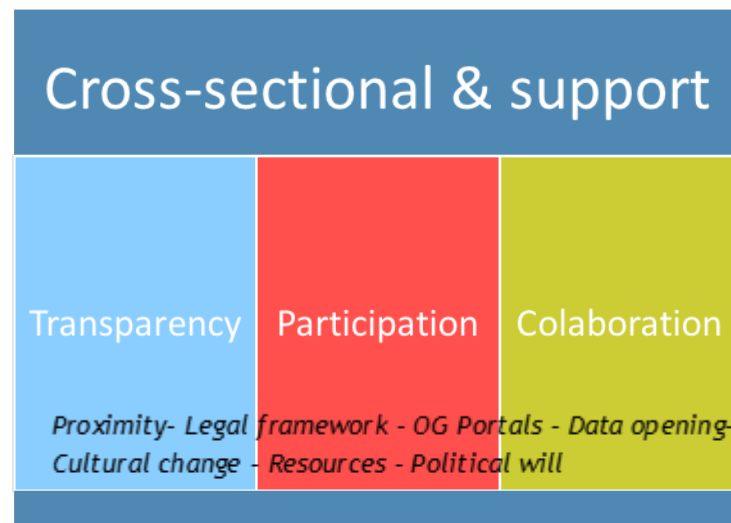 Cross-sectional & support
Transparency
Participation
Colaboration
Proximity- Legal framework - OG Portals - Data opening-
Cultural change - Resources - Political will